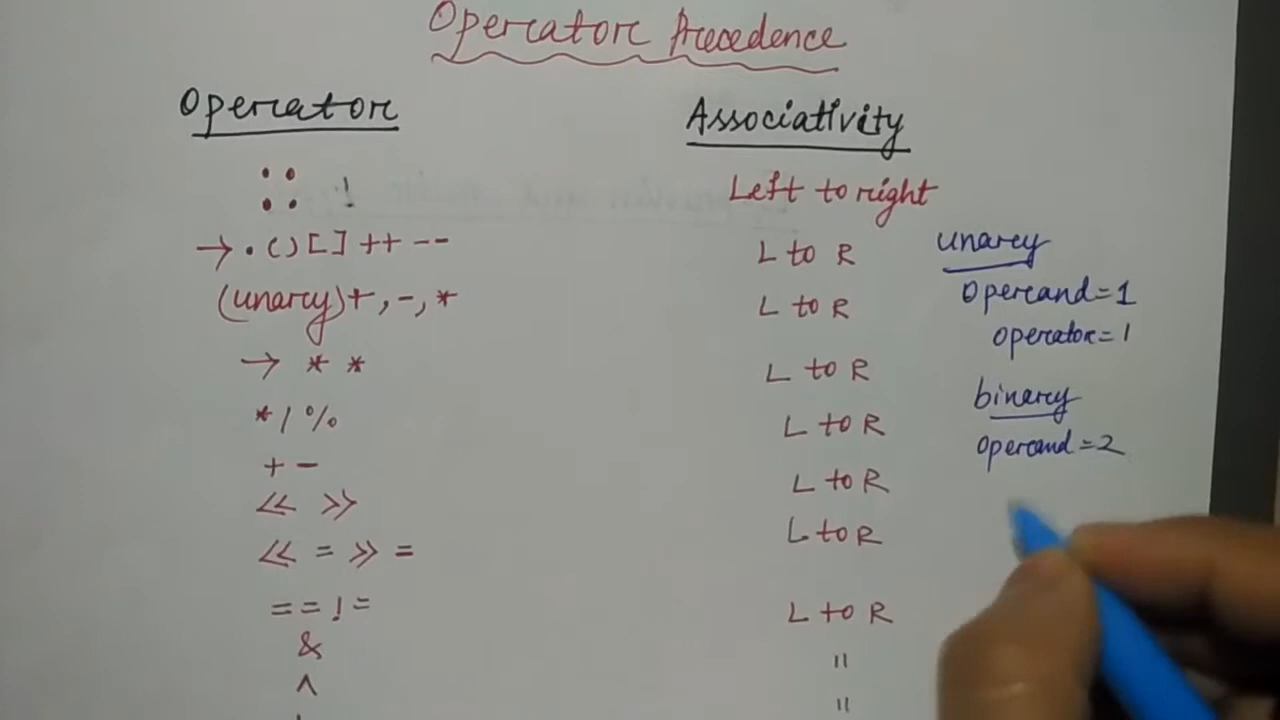 Operator Precedence
Operator Associativity
:: ! Left to right
→ . () [ ] ++ -- L to R
(unary) +, -, * L to R
→ * * L to R
* / % L to R
+ - L to R
<< >> L to R
<< = >> =
== != L to R
& "
^ "
unary
Operand = 1
operator = 1
binary
operand = 2